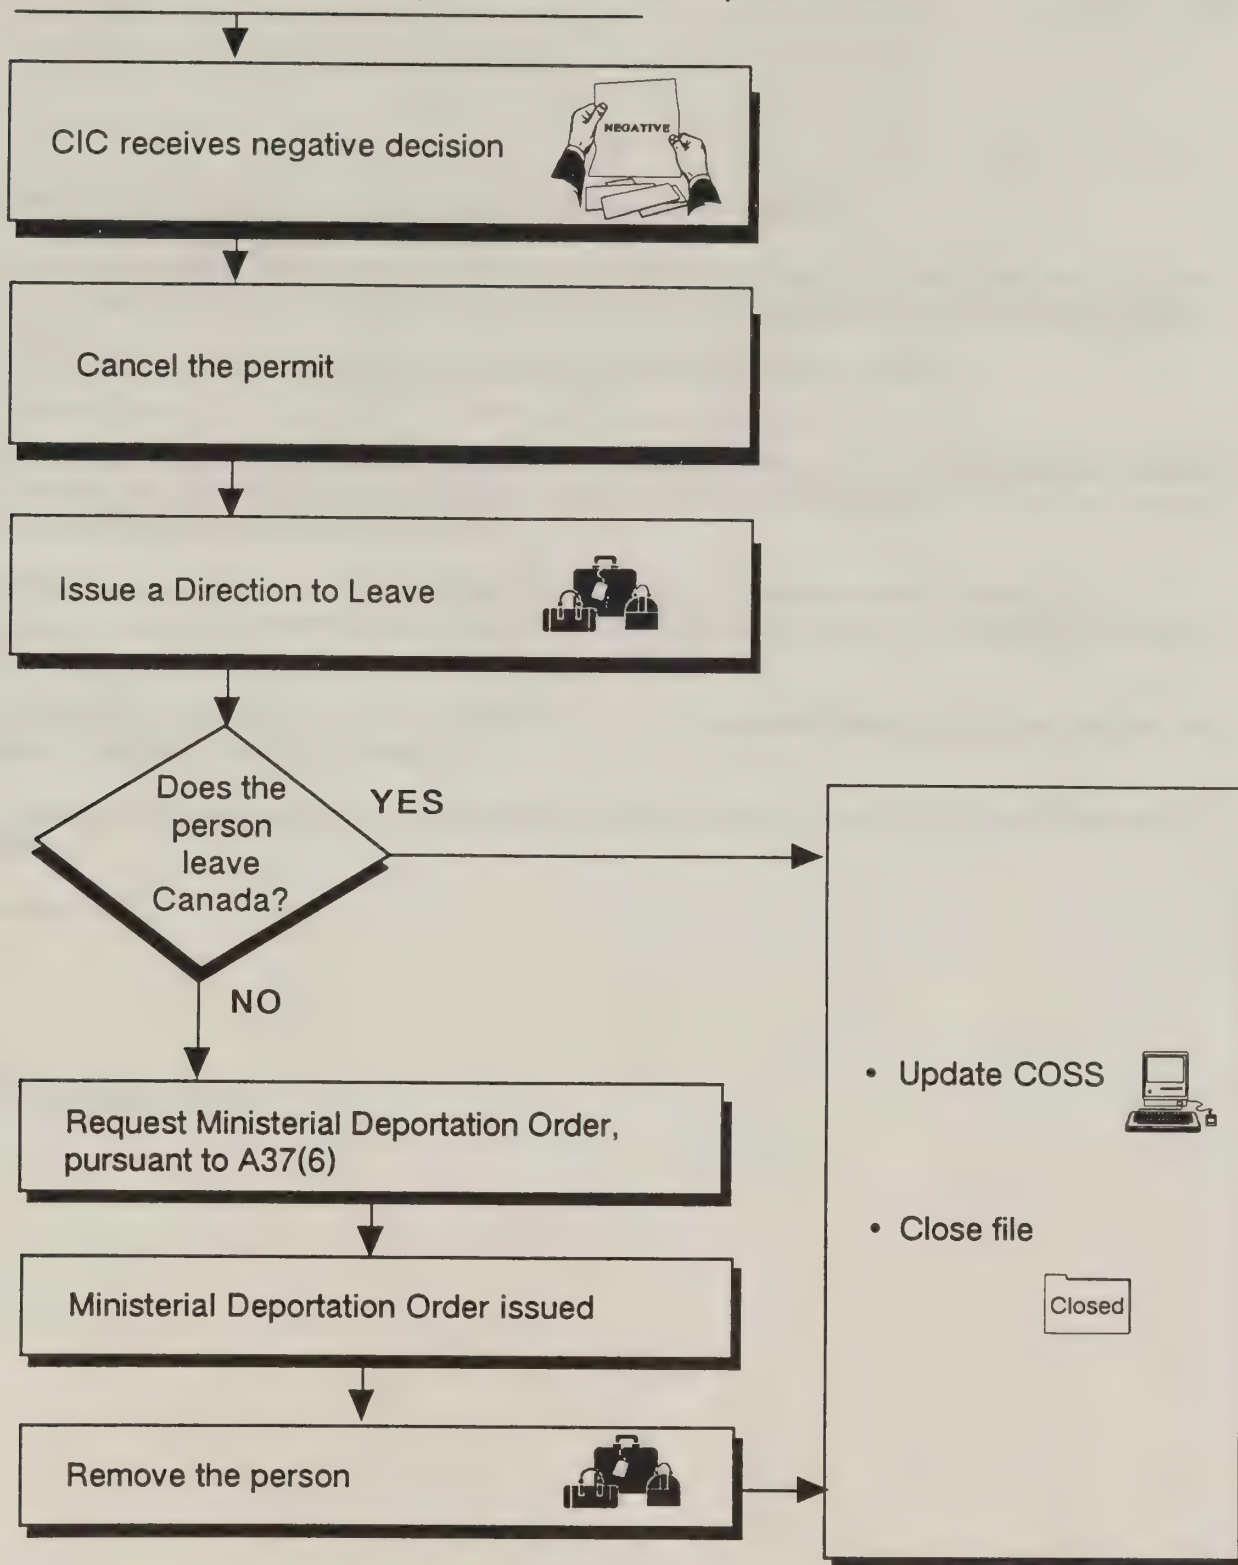 CIC receives negative decision
NEGATIVE
Cancel the permit
Issue a Direction to Leave
Does the
person
leave
Canada?
YES
NO
Request Ministerial Deportation Order,
pursuant to A37(6)
Ministerial Deportation Order issued
Remove the person
• Update COSS
• Close file
Closed